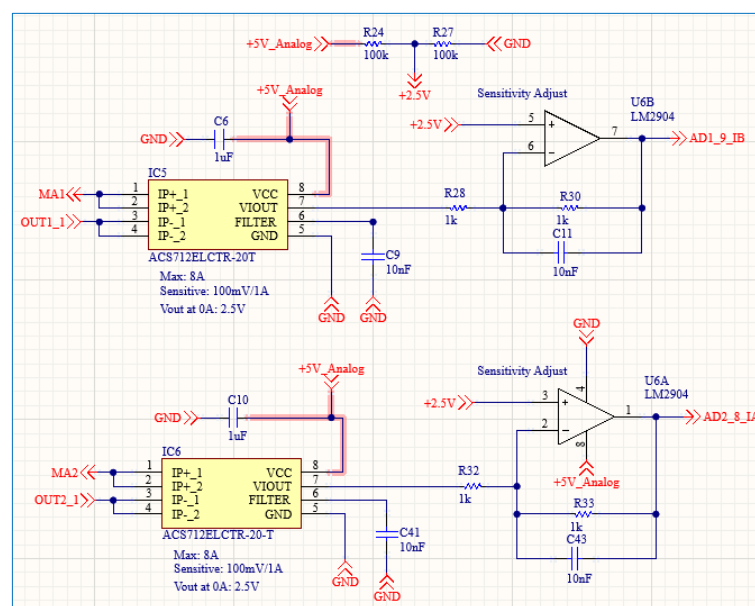 R24
R27
+5V_Analog
GND
100k
100k
+2.5V
+5V_Analog
Sensitivity Adjust
U6B
LM2904
C6
GND
1uF
+2.5V
5
+
7
AD1_9_IB
6
−
IC5
MA1
1
IP+_1
VCC
8
2
IP+_2
VIOUT
7
R28
R30
OUT1_1
3
IP-_1
FILTER
6
1k
1k
4
IP-_2
GND
5
C11
C9
ACS712ELCTR-20T
10nF
10nF
Max: 8A
Sensitive: 100mV/1A
Vout at 0A: 2.5V
GND
GND
GND
+5V_Analog
Sensitivity Adjust
U6A
LM2904
C10
4
GND
1uF
+2.5V
3
+
1
AD2_8_IA
2
−
8
IC6
MA2
1
IP+_1
VCC
8
+5V_Analog
2
IP+_2
VIOUT
7
R32
OUT2_1
3
IP-_1
FILTER
6
1k
R33
4
IP-_2
GND
5
1k
C41
C43
ACS712ELCTR-20-T
10nF
10nF
Max: 8A
Sensitive: 100mV/1A
Vout at 0A: 2.5V
GND
GND